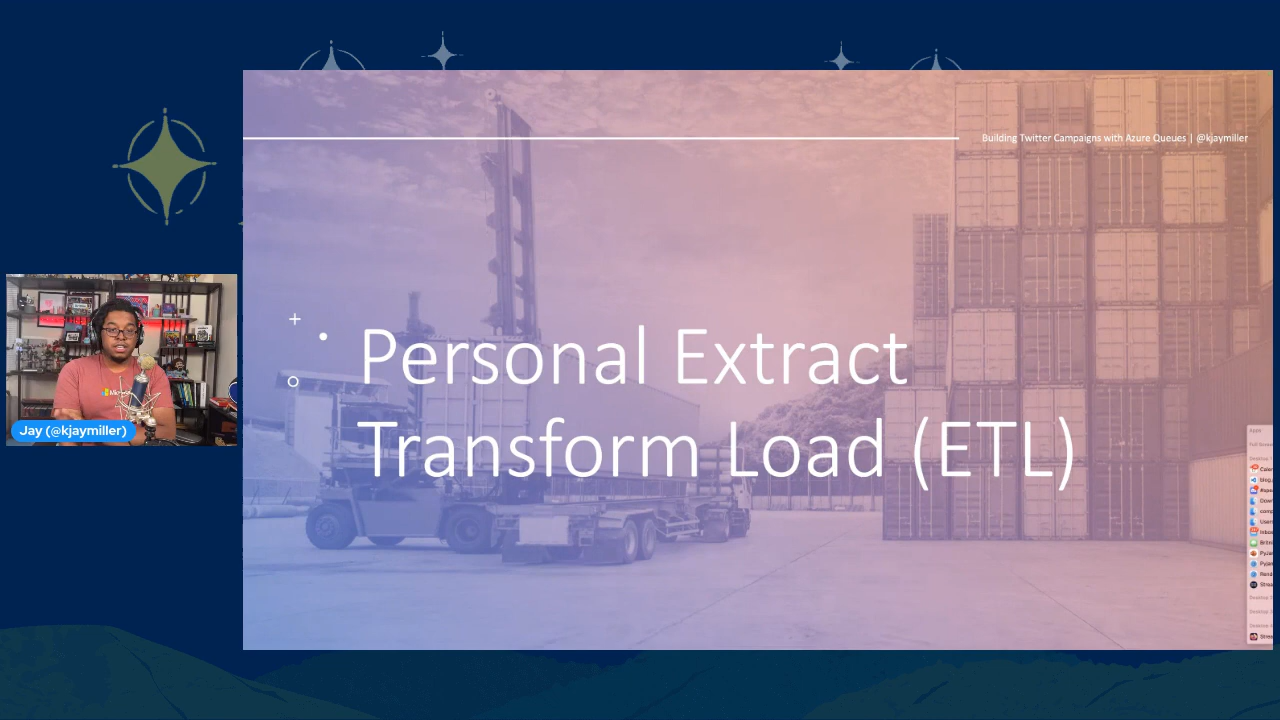 Building Twitter Campaigns with Azure Queues | @kjaymiller
Personal Extract
Transform Load (ETL)
Jay (@kjaymiller)